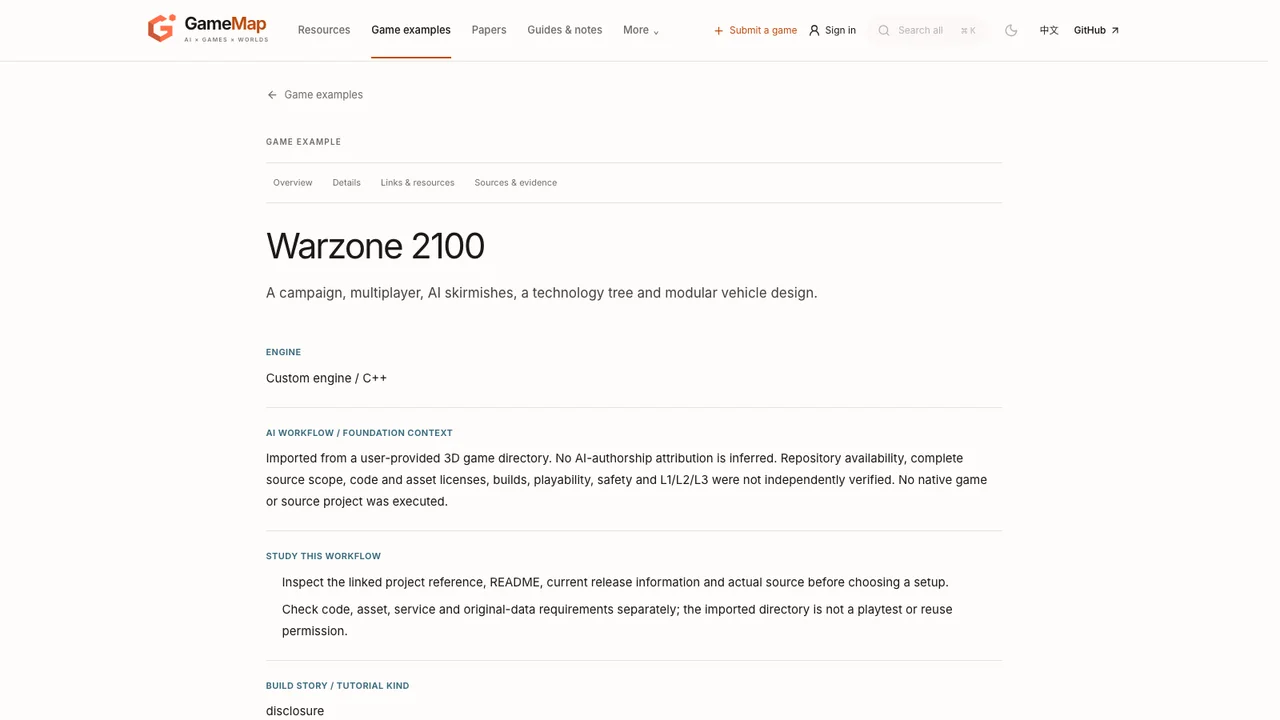 GameMap
AI × GAMES × WORLDS
Resources
Game examples
Papers
Guides & notes
More
+ Submit a game
Sign in
Search all
⌘ K
中文
GitHub ↗
← Game examples
GAME EXAMPLE
Overview
Details
Links & resources
Sources & evidence
Warzone 2100
A campaign, multiplayer, AI skirmishes, a technology tree and modular vehicle design.
ENGINE
Custom engine / C++
AI WORKFLOW / FOUNDATION CONTEXT
Imported from a user-provided 3D game directory. No AI-authorship attribution is inferred. Repository availability, complete
source scope, code and asset licenses, builds, playability, safety and L1/L2/L3 were not independently verified. No native game
or source project was executed.
STUDY THIS WORKFLOW
Inspect the linked project reference, README, current release information and actual source before choosing a setup.
Check code, asset, service and original-data requirements separately; the imported directory is not a playtest or reuse
permission.
BUILD STORY / TUTORIAL KIND
disclosure